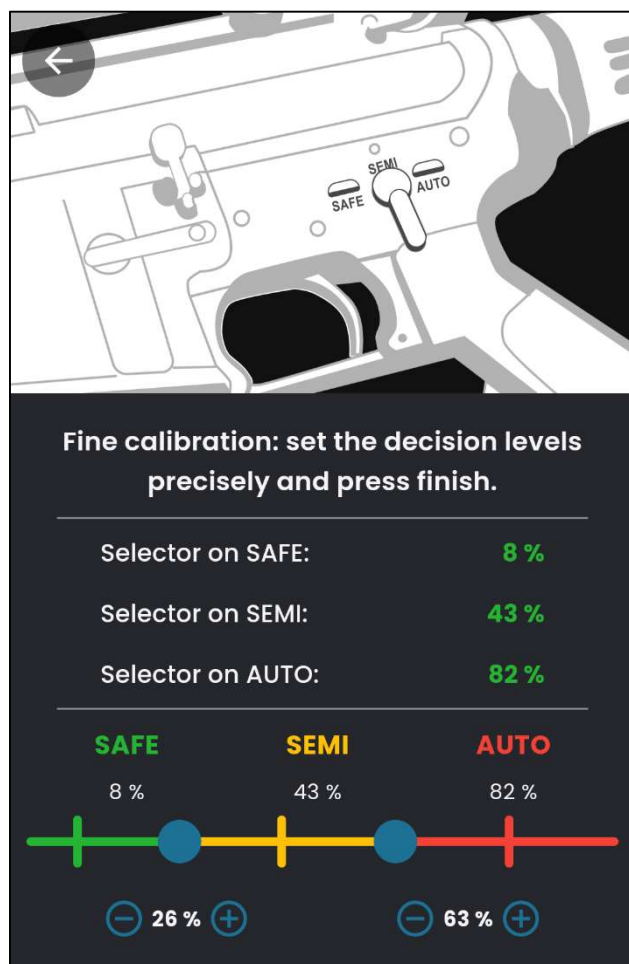 SEMI
SAFE
AUTO
Fine calibration: set the decision levels
precisely and press finish.
Selector on SAFE: 8 %
Selector on SEMI: 43 %
Selector on AUTO: 82 %
SAFE SEMI AUTO
8 % 43 % 82 %
26 % 63 %